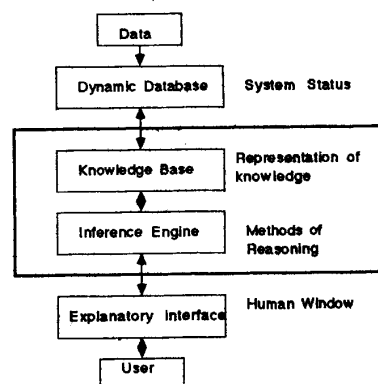 Data
Dynamic Database System Status
Knowledge Base Representation of
knowledge
Inference Engine Methods of
Reasoning
Explanatory Interface Human Window
User